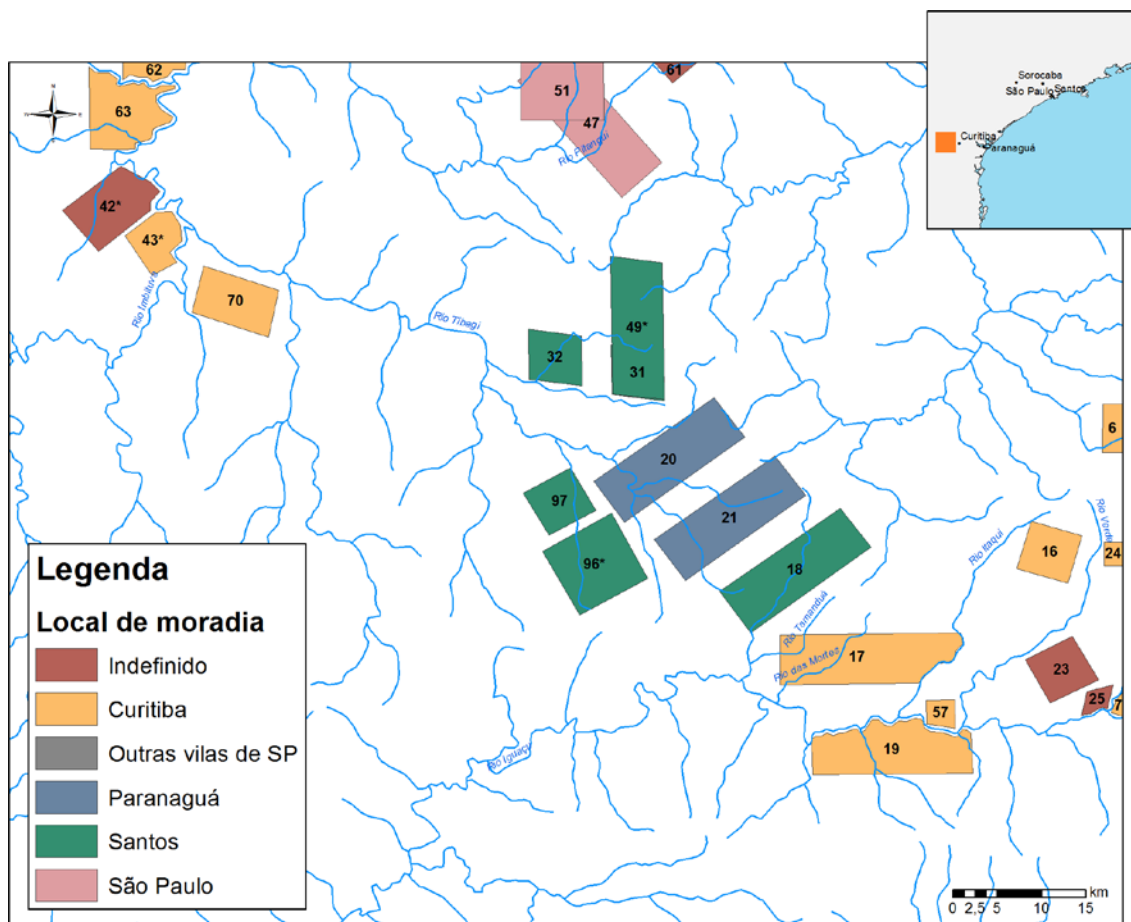 Sorocaba
São Paulo
Santos
Curitiba
Paranaguá
N
62
61
63
51
47
Rio Pitangui
42*
43*
Rio Imbituva
70
Rio Tibagi
49*
32
31
6
20
97
21
Rio Verde
Rio Itaqui
16
24
96*
18
Rio Tamanduá
17
Rio das Mortes
23
25
7
57
19
Rio Iguaçu
Legenda
Local de moradia
Indefinido
Curitiba
Outras vilas de SP
Paranaguá
Santos
São Paulo
km
0 2,5 5 10 15